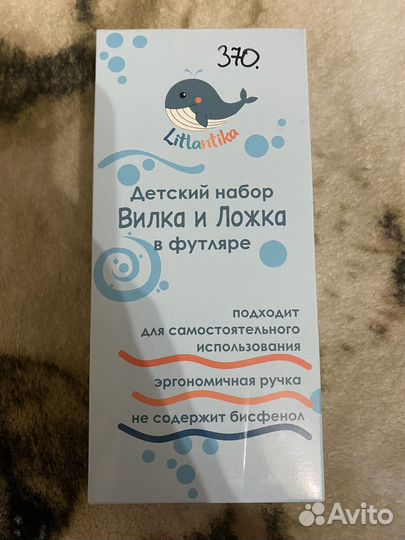 370.
Litlantika
Детский набор
Вилка и Ложка
в футляре
подходит
для самостоятельного
использования
эргономичная ручка
не содержит бисфенол
Avito